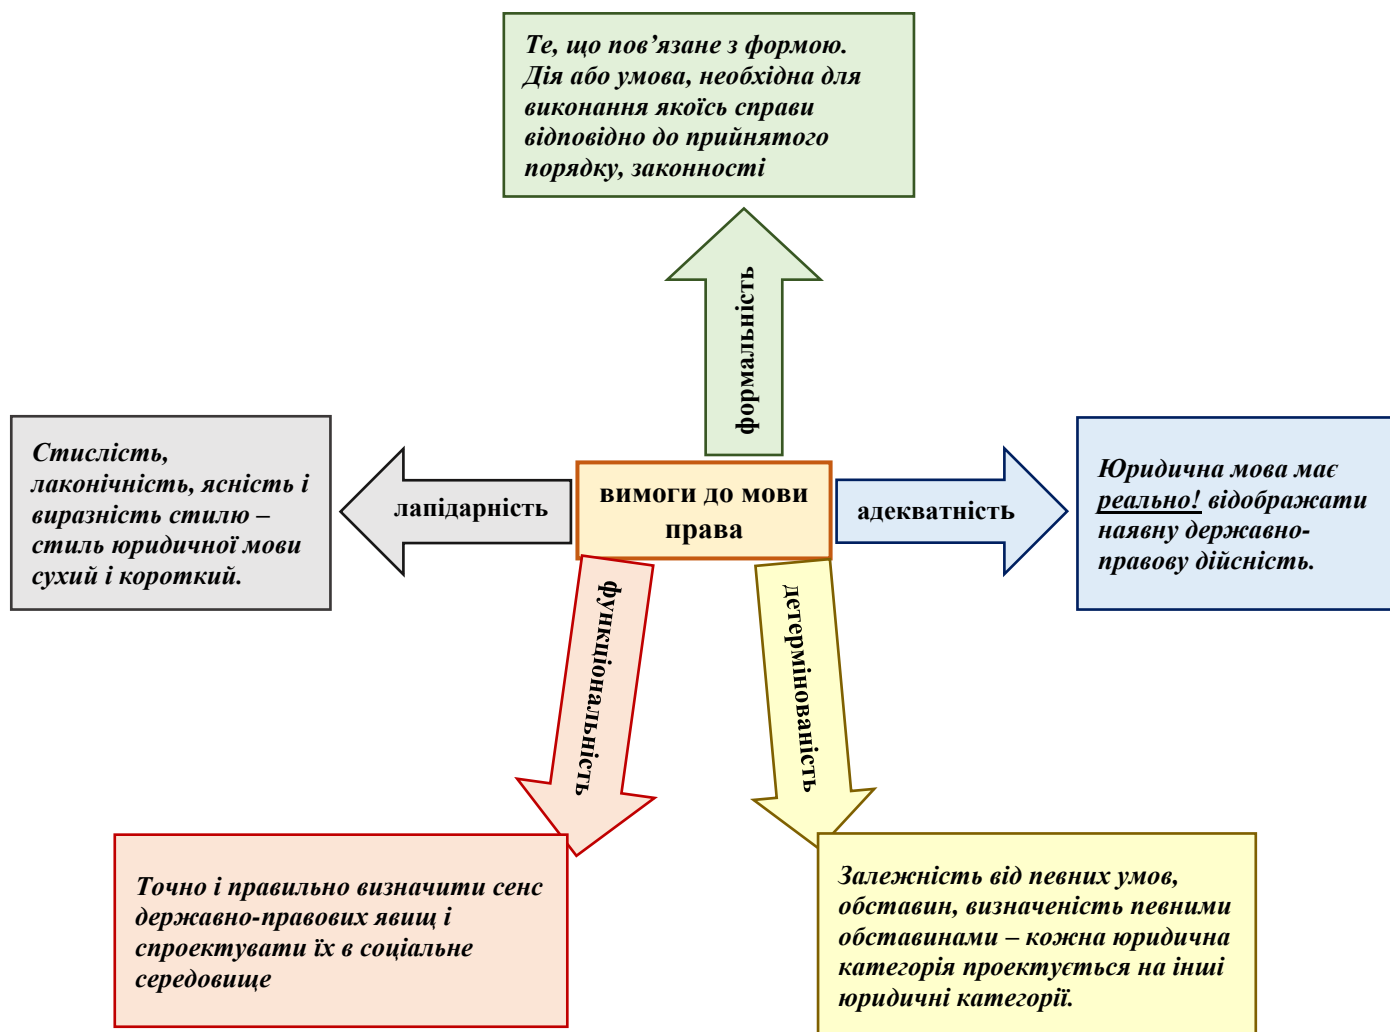 Те, що пов’язане з формою.
Дія або умова, необхідна для
виконання якоїсь справи
відповідно до прийнятого
порядку, законності
формальність
Стислість,
лаконічність, ясність і
виразність стилю –
стиль юридичної мови
сухий і короткий.
лапідарність
вимоги до мови
права
адекватність
Юридична мова має
реально! відображати
наявну державно-
правову дійсність.
функціональність
детермінованість
Точно і правильно визначити сенс
державно-правових явищ і
спроектувати їх в соціальне
середовище
Залежність від певних умов,
обставин, визначеність певними
обставинами – кожна юридична
категорія проектується на інші
юридичні категорії.